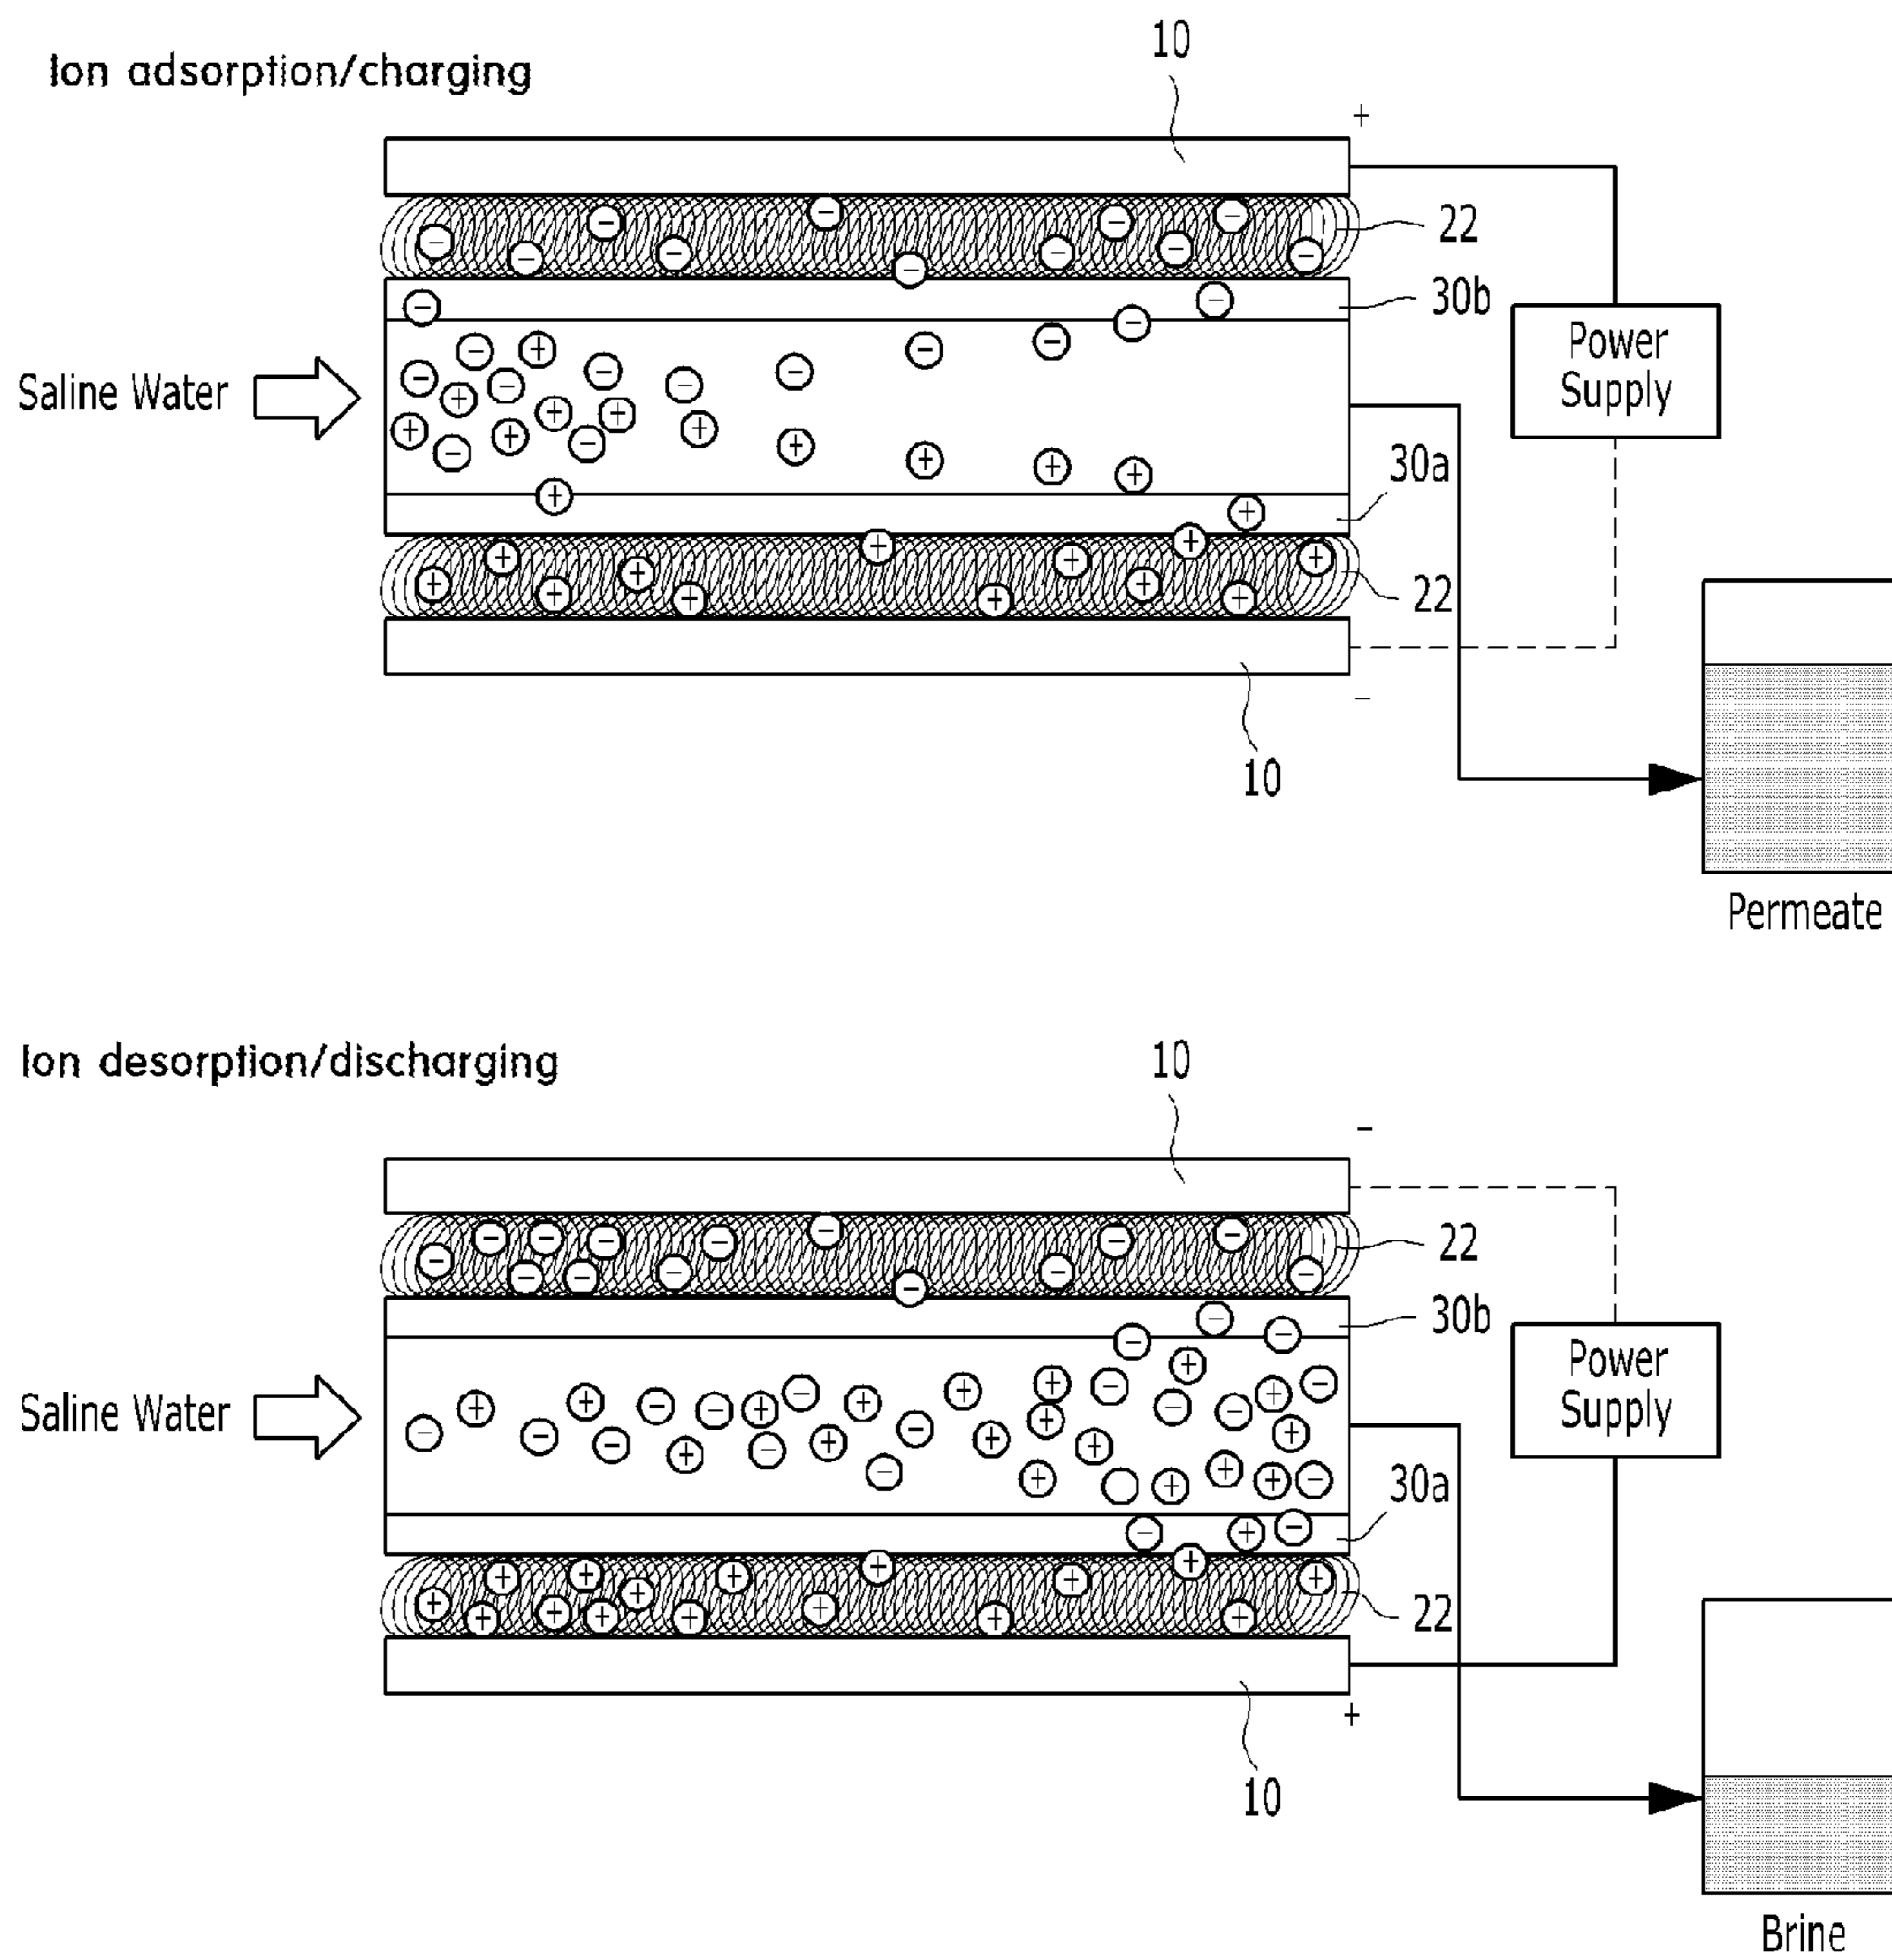 Ion adsorption/charging
10
+
22
30b
Saline Water
Power
Supply
30a
22
−
10
Permeate
Ion desorption/discharging
10
−
22
30b
Saline Water
Power
Supply
30a
22
+
10
Brine